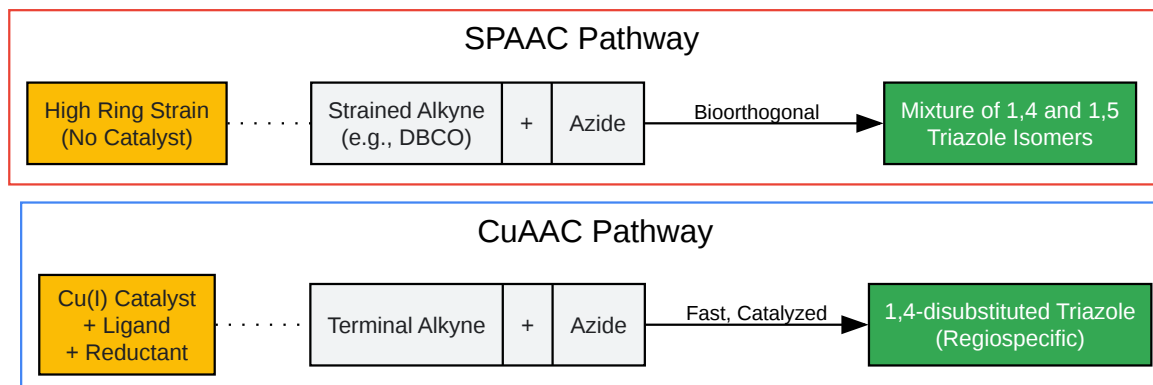 SPAAC Pathway
High Ring Strain
(No Catalyst)
Strained Alkyne
(e.g., DBCO)
+
Azide
Bioorthogonal
Mixture of 1,4 and 1,5
Triazole Isomers
CuAAC Pathway
Cu(I) Catalyst
+ Ligand
+ Reductant
Terminal Alkyne
+
Azide
Fast, Catalyzed
1,4-disubstituted Triazole
(Regiospecific)